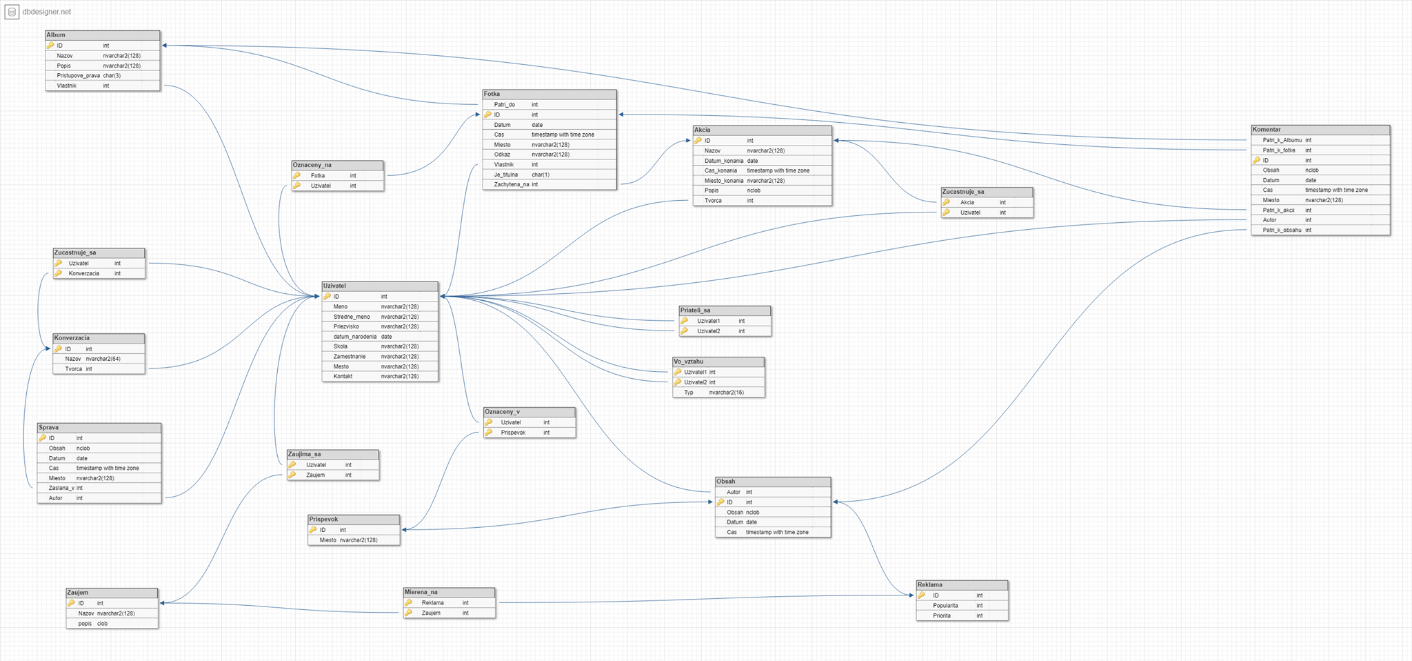 dbdesigner.net
Album
ID int
Nazov nvarchar2(128)
Popis nvarchar2(128)
Pristupove_prava char(3)
Vlastnik int
Fotka
Patri_do int
ID int
Datum date
Cas timestamp with time zone
Miesto nvarchar2(128)
Odkaz nvarchar2(128)
Vlastnik int
Je_titulna char(1)
Zachytena_na int
Akcia
ID int
Nazov nvarchar2(128)
Datum_konania date
Cas_konania timestamp with time zone
Miesto_konania nvarchar2(128)
Popis nclob
Tvorca int
Komentar
Patri_k_Albumu int
Patri_k_fotke int
ID int
Obsah nclob
Datum date
Cas timestamp with time zone
Miesto nvarchar2(128)
Patri_k_akcii int
Autor int
Patri_k_obsahu int
Oznaceny_na
Fotka int
Uzivatel int
Zucastnuje_sa
Akcia int
Uzivatel int
Zucastnuje_sa
Uzivatel int
Konverzacia int
Uzivatel
ID int
Meno nvarchar2(128)
Stredne_meno nvarchar2(128)
Priezvisko nvarchar2(128)
datum_narodenia date
Skola nvarchar2(128)
Zamestnanie nvarchar2(128)
Mesto nvarchar2(128)
Kontakt nvarchar2(128)
Priateli_sa
Uzivatel1 int
Uzivatel2 int
Konverzacia
ID int
Nazov nvarchar2(64)
Tvorca int
Vo_vztahu
Uzivatel1 int
Uzivatel2 int
Typ nvarchar2(16)
Oznaceny_v
Uzivatel int
Prispevok int
Sprava
ID int
Obsah nclob
Datum date
Cas timestamp with time zone
Miesto nvarchar2(128)
Zaslana_v int
Autor int
Zaujima_sa
Uzivatel int
Zaujem int
Obsah
Autor int
ID int
Obsah nclob
Datum date
Cas timestamp with time zone
Prispevok
ID int
Miesto nvarchar2(128)
Zaujem
ID int
Nazov nvarchar2(128)
popis clob
Mierena_na
Reklama int
Zaujem int
Reklama
ID int
Popularita int
Priorita int